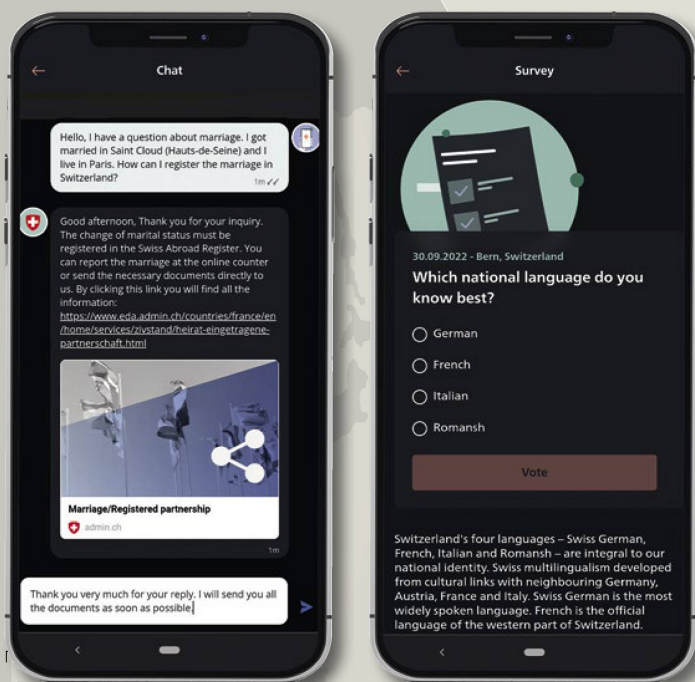 Chat
Hello, I have a question about marriage. I got
married in Saint Cloud (Hauts-de-Seine) and I
live in Paris. How can I register the marriage in
Switzerland?
1m ✓✓
Good afternoon, Thank you for your inquiry.
The change of marital status must be
registered in the Swiss Abroad Register. You
can report the marriage at the online counter
or send the necessary documents directly to
us. By clicking this link you will find all the
information:
https://www.eda.admin.ch/countries/france/en
/home/services/zivstand/heirat-eingetragene-
partnerschaft.html
Marriage/Registered partnership
admin.ch
1m
Thank you very much for your reply. I will send you all
the documents as soon as possible.
Survey
30.09.2022 - Bern, Switzerland
Which national language do you
know best?
German
French
Italian
Romansh
Vote
Switzerland's four languages – Swiss German,
French, Italian and Romansh – are integral to our
national identity. Swiss multilingualism developed
from cultural links with neighbouring Germany,
Austria, France and Italy. Swiss German is the most
widely spoken language. French is the official
language of the western part of Switzerland.